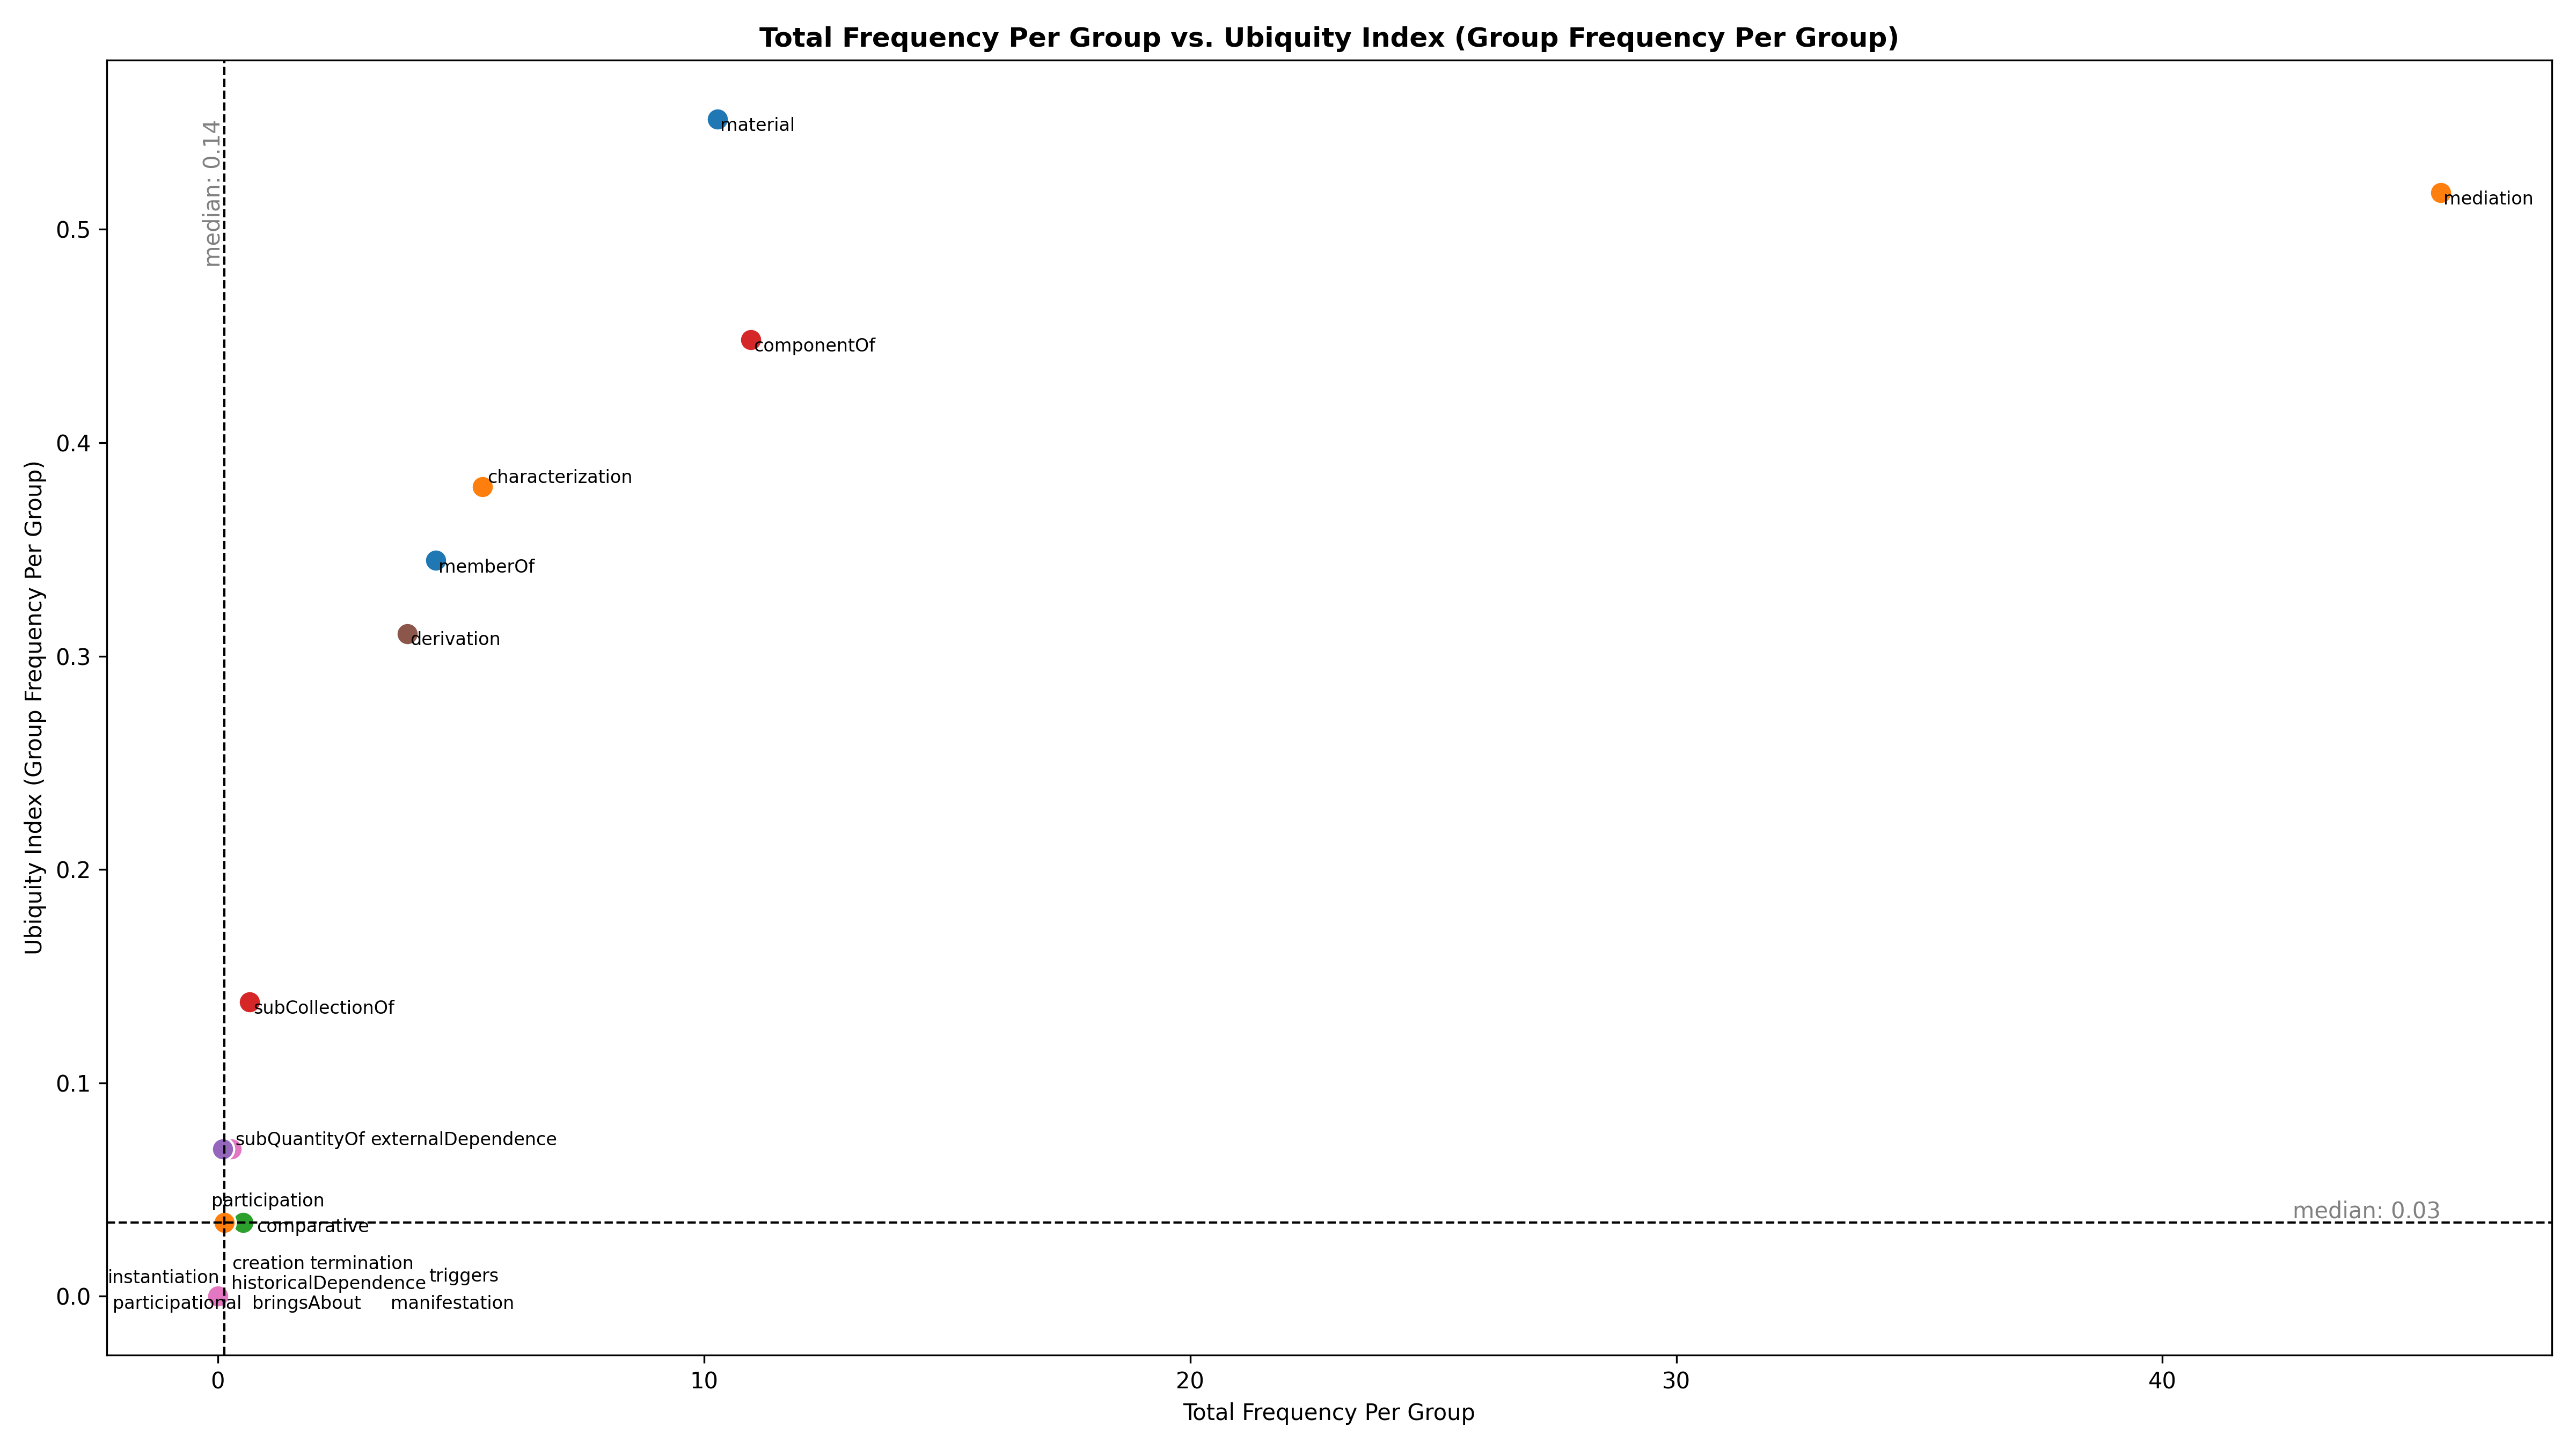 Total Frequency Per Group vs. Ubiquity Index (Group Frequency Per Group)
median: 0.14
material
mediation
0.5
componentOf
0.4
characterization
memberOf
derivation
0.3
Ubiquity Index (Group Frequency Per Group)
0.2
subCollectionOf
0.1
subQuantityOf externalDependence
participation
comparative
median: 0.03
creation termination
instantiation
triggers
historicalDependence
0.0
participational bringsAbout manifestation
0 10 20 30 40
Total Frequency Per Group